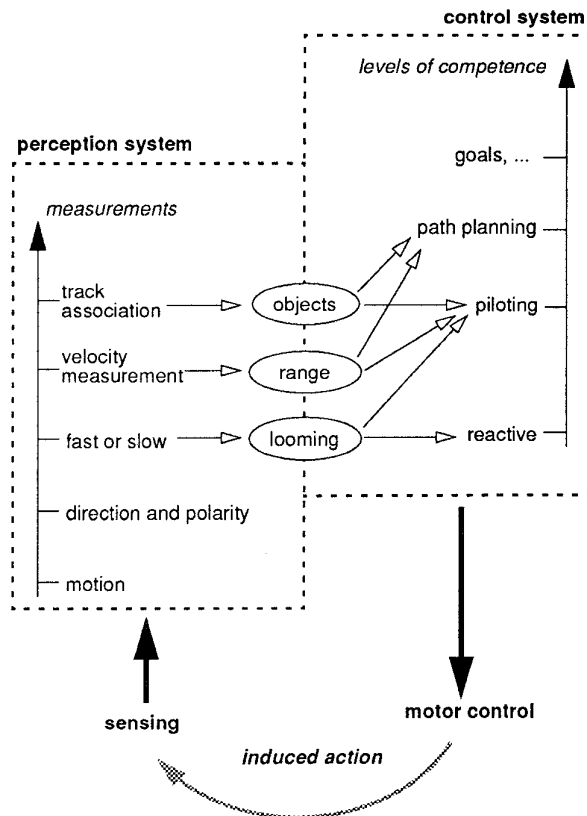 control system
levels of competence
perception system
goals, ...
measurements
path planning
track
association
objects
piloting
velocity
measurement
range
fast or slow
looming
reactive
direction and polarity
motion
sensing
motor control
induced action